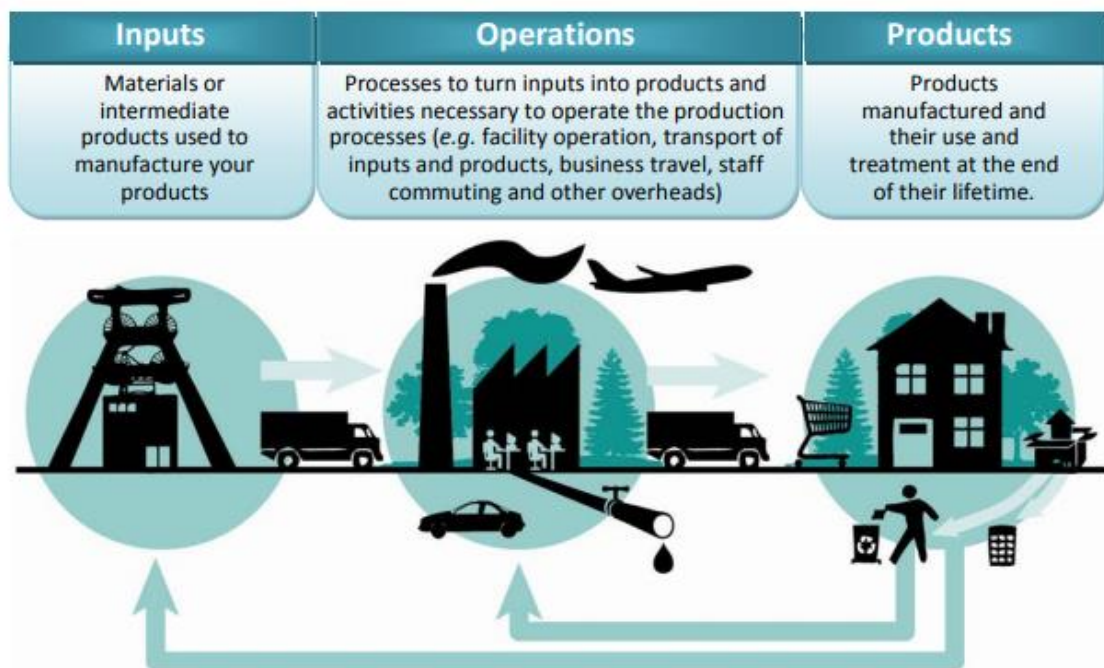 Inputs
Operations
Products
Materials or
intermediate
products used to
manufacture your
products
Processes to turn inputs into products and
activities necessary to operate the production
processes (e.g. facility operation, transport of
inputs and products, business travel, staff
commuting and other overheads)
Products
manufactured and
their use and
treatment at the end
of their lifetime.